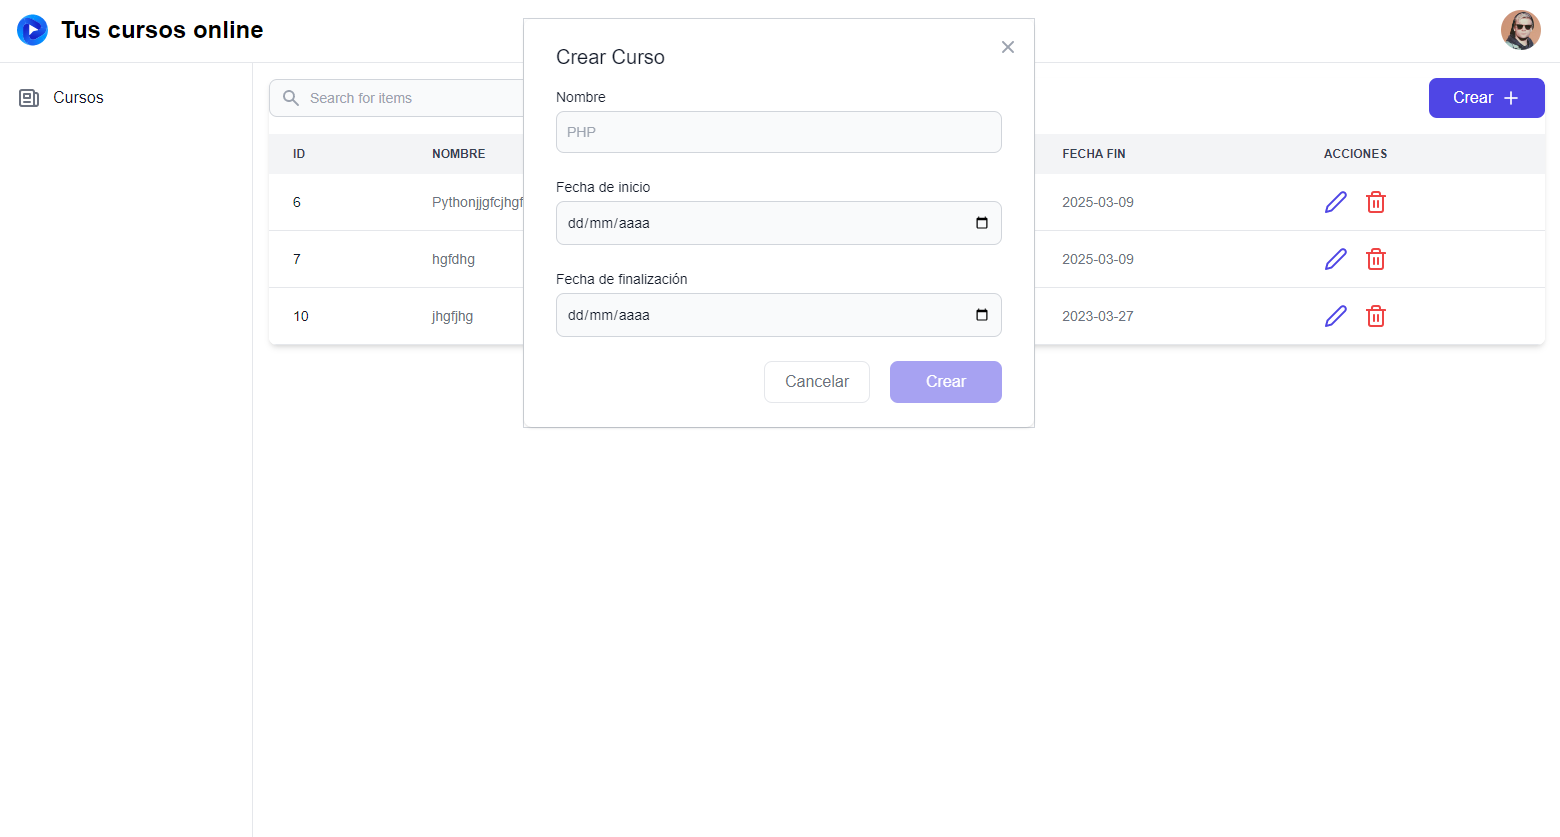 Tus cursos online
Cursos
Search for items
Crear
ID NOMBRE FECHA FIN ACCIONES
6 Pythonjjgfcjhgf 2025-03-09
7 hgfdhg 2025-03-09
10 jhgfjhg 2023-03-27
Crear Curso
Nombre
PHP
Fecha de inicio
dd/mm/aaaa
Fecha de finalización
dd/mm/aaaa
Cancelar Crear